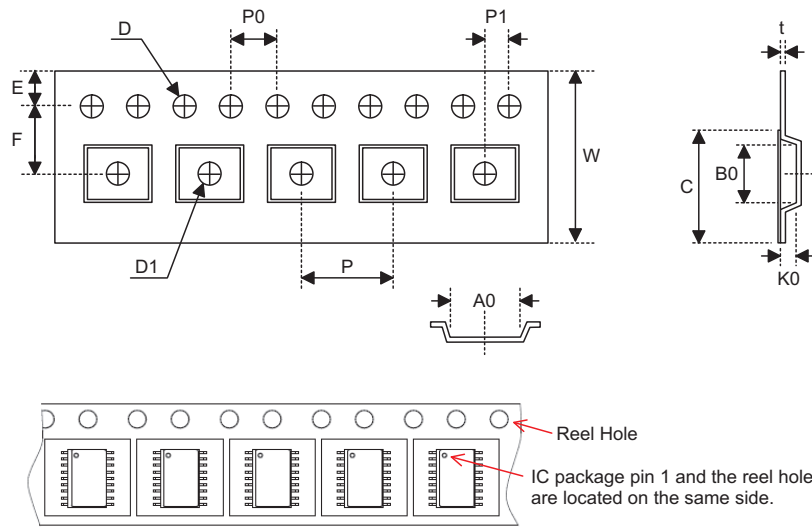 D
P0
P1
t
E
F
W
C
B0
D1
P
K0
A0
Reel Hole
IC package pin 1 and the reel hole
are located on the same side.